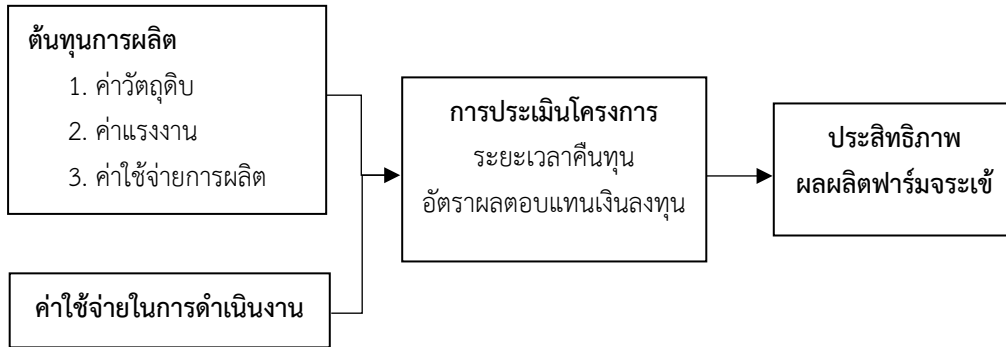 ต้นทุนการผลิต
1. ค่าวัตถุดิบ
2. ค่าแรงงาน
3. ค่าใช้จ่ายการผลิต
ค่าใช้จ่ายในการดำเนินงาน
การประเมินโครงการ
ระยะเวลาคืนทุน
อัตราผลตอบแทนเงินลงทุน
ประสิทธิภาพ
ผลผลิตฟาร์มจระเข้